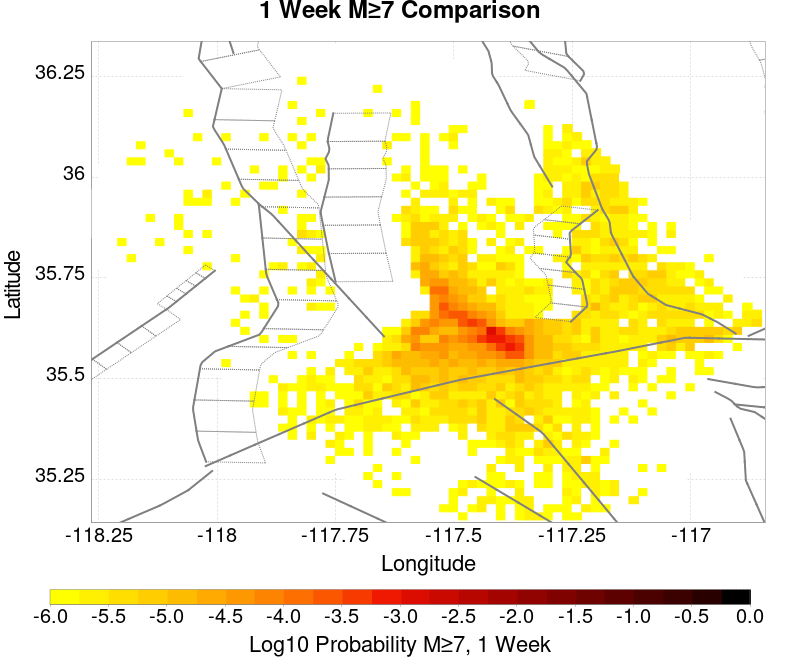 1 Week M≥7 Comparison
36.25
36
35.75
35.5
35.25
Latitude
-118.25 -118 -117.75 -117.5 -117.25 -117
Longitude
-6.0 -5.5 -5.0 -4.5 -4.0 -3.5 -3.0 -2.5 -2.0 -1.5 -1.0 -0.5 0.0
Log10 Probability M≥7, 1 Week